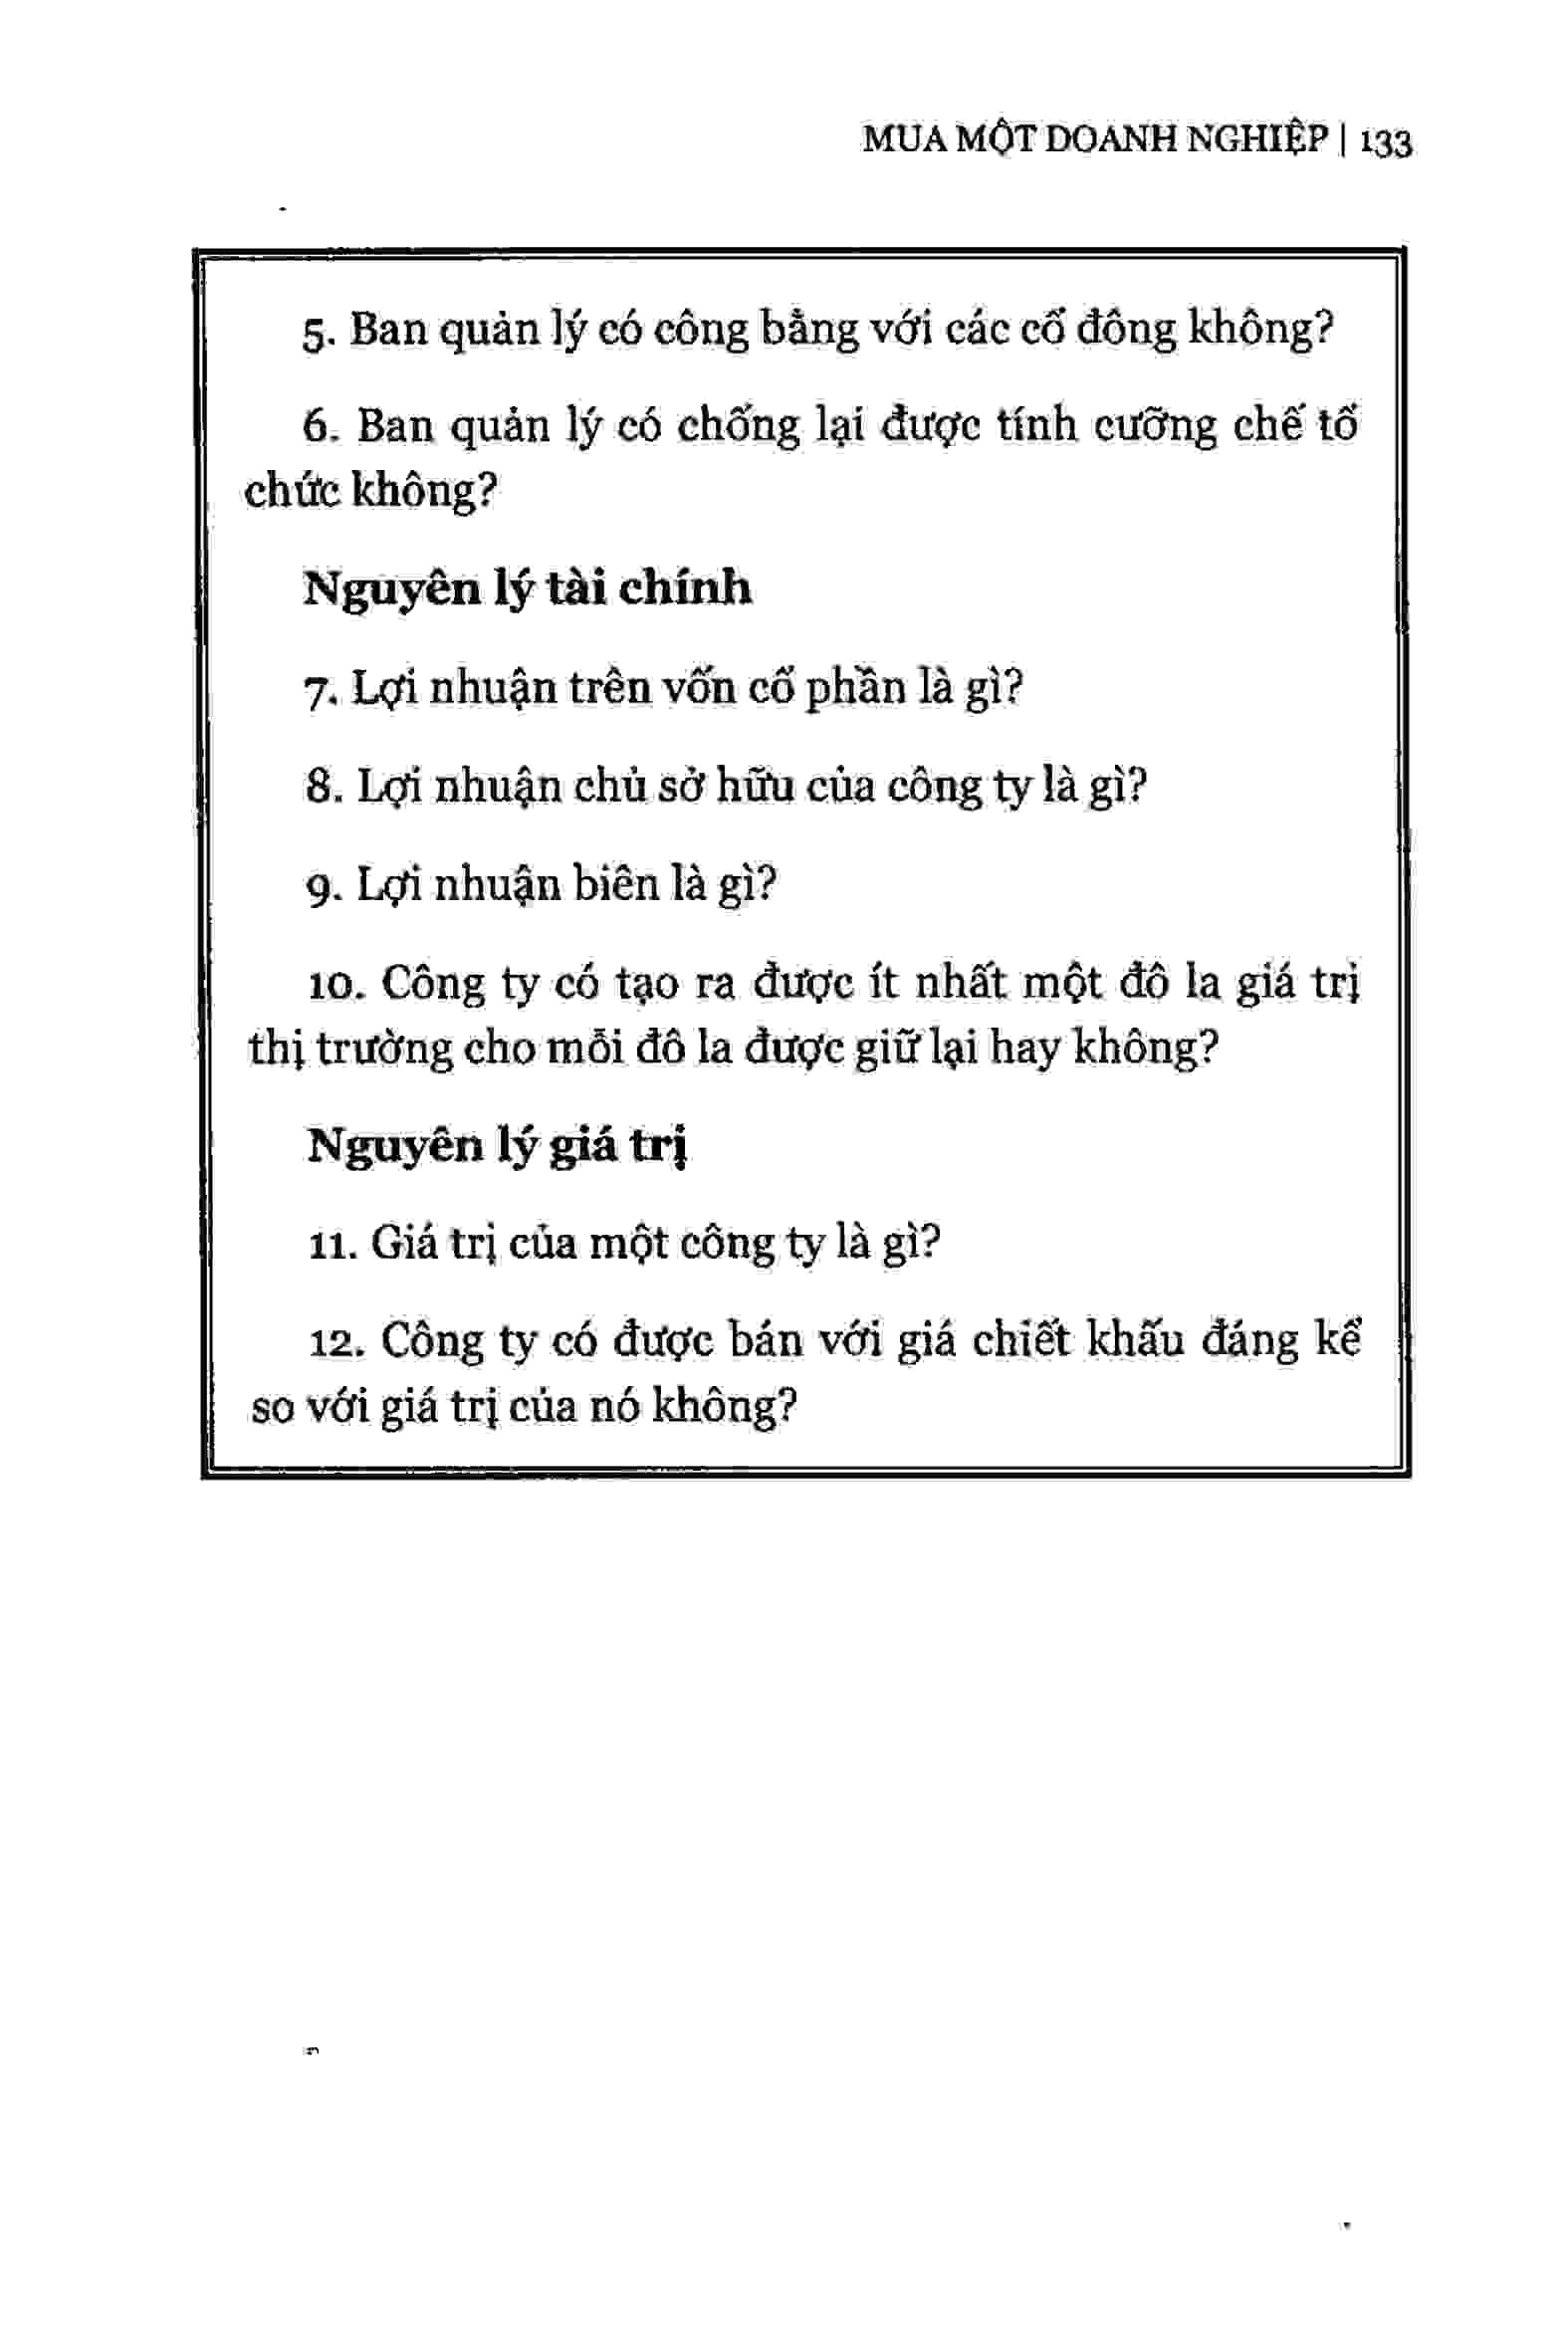 MUA MỘT DOANH NGHIỆP | 133
5. Ban quản lý có công bằng với các cổ đông không?
6. Ban quản lý có chống lại được tính cưỡng chế tổ
chức không?
Nguyên lý tài chính
7. Lợi nhuận trên vốn cổ phần là gì?
8. Lợi nhuận chủ sở hữu của công ty là gì?
9. Lợi nhuận biên là gì?
10. Công ty có tạo ra được ít nhất một đô la giá trị
thị trường cho mỗi đô la được giữ lại hay không?
Nguyên lý giá trị
11. Giá trị của một công ty là gì?
12. Công ty có được bán với giá chiết khấu đáng kể
so với giá trị của nó không?